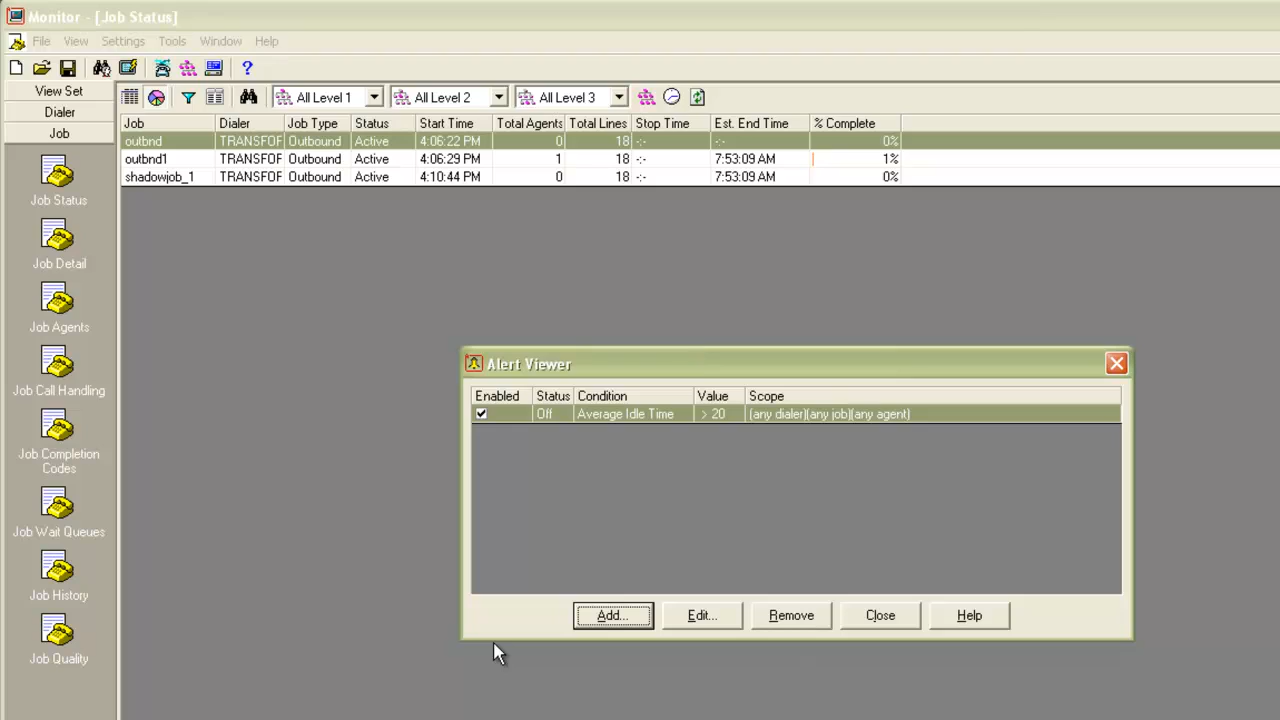 Monitor - [Job Status]
File View Settings Tools Window Help
?
View Set
Dialer
Job
Job Status
Job Detail
Job Agents
Job Call Handling
Job Completion
Codes
Job Wait Queues
Job History
Job Quality
All Level 1 All Level 2 All Level 3
Job Dialer Job Type Status Start Time Total Agents Total Lines Stop Time Est. End Time % Complete
outbnd TRANSFOF Outbound Active 4:06:22 PM 0 18 -:- -:- 0%
outbnd1 TRANSFOF Outbound Active 4:06:29 PM 1 18 -:- 7:53:09 AM 1%
shadowjob_1 TRANSFOF Outbound Active 4:10:44 PM 0 18 -:- 7:53:09 AM 0%
Alert Viewer
Enabled Status Condition Value Scope
Off Average Idle Time > 20 (any dialer)(any job)(any agent)
Add... Edit... Remove Close Help